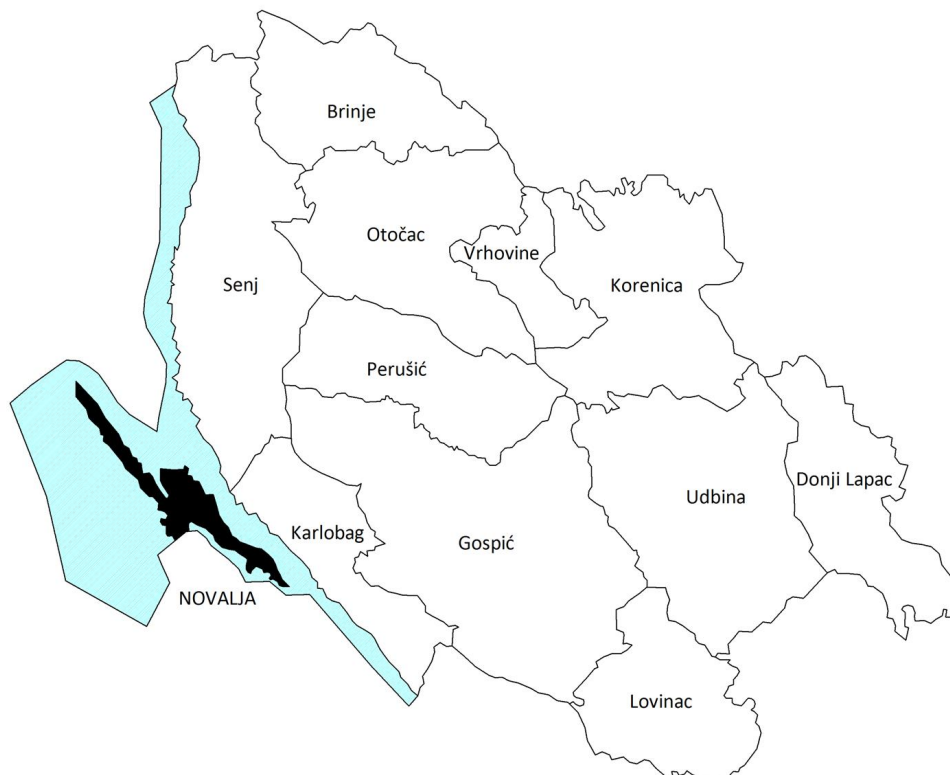 Brinje
Otočac
Vrhovine
Senj
Korenica
Perušić
Donji Lapac
Udbina
Karlobag
Gospić
NOVALJA
Lovinac